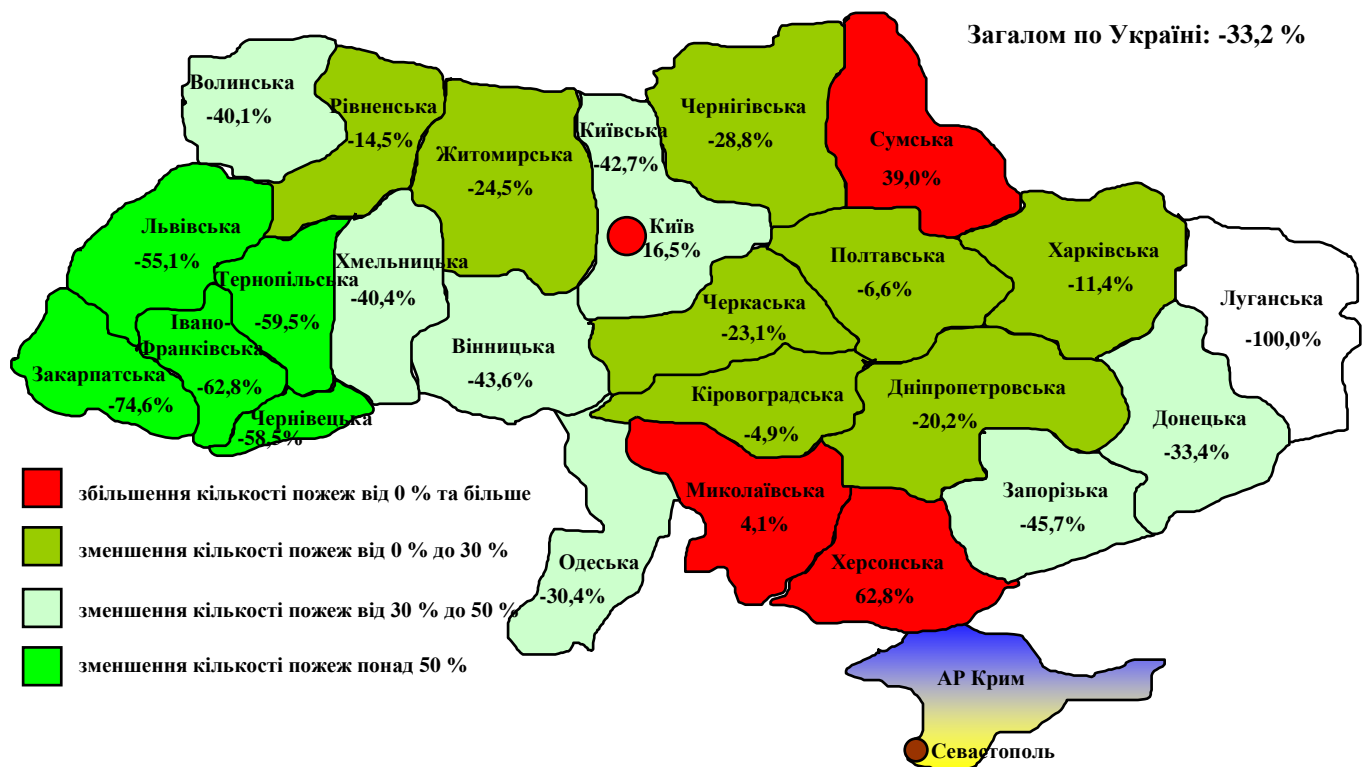 Загалом по Україні: -33,2 %
Волинська
-40,1%
Рівненська
-14,5%
Житомирська
-24,5%
Київська
-42,7%
Чернігівська
-28,8%
Сумська
39,0%
Київ
16,5%
Львівська
-55,1%
Тернопільська
-59,5%
Хмельницька
-40,4%
Вінницька
-43,6%
Черкаська
-23,1%
Полтавська
-6,6%
Харківська
-11,4%
Луганська
-100,0%
Івано-
Франківська
-62,8%
Закарпатська
-74,6%
Чернівецька
-58,5%
Кіровоградська
-4,9%
Дніпропетровська
-20,2%
Донецька
-33,4%
Миколаївська
4,1%
Запорізька
-45,7%
Одеська
-30,4%
Херсонська
62,8%
АР Крим
Севастополь
збільшення кількості пожеж від 0 % та більше
зменшення кількості пожеж від 0 % до 30 %
зменшення кількості пожеж від 30 % до 50 %
зменшення кількості пожеж понад 50 %